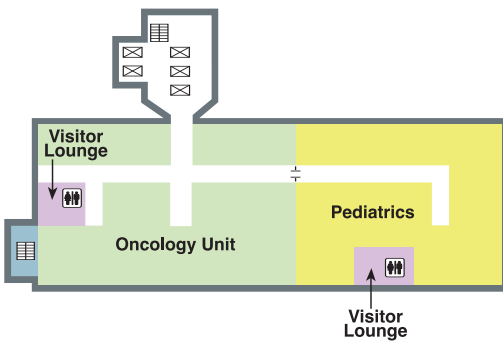 Visitor
Lounge
Pediatrics
Oncology Unit
Visitor
Lounge